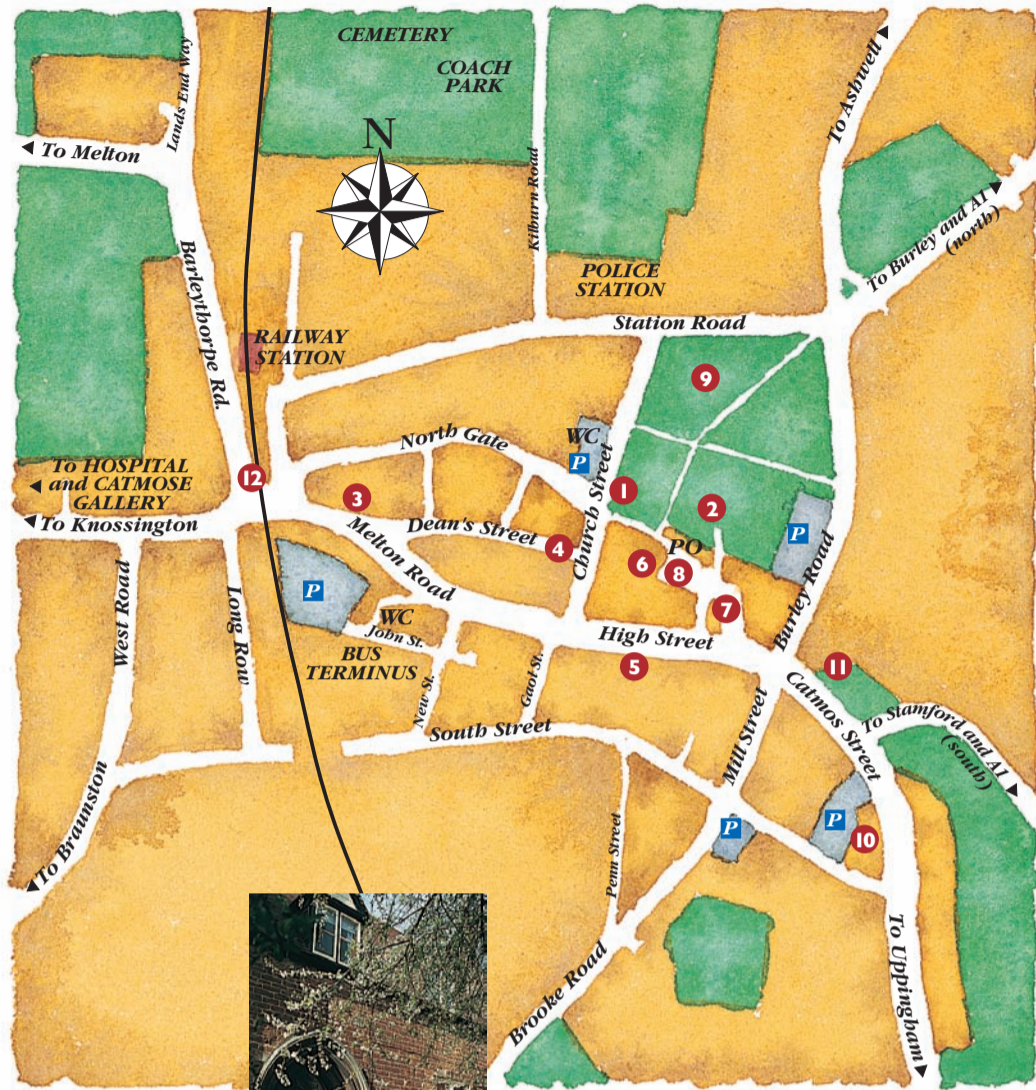 CEMETERY
COACH
PARK
Lands End Way
To Ashwell
To Melton
N
Kilburn Road
To Burley and A1
(north)
Barleythorpe Rd.
POLICE
STATION
Station Road
RAILWAY
STATION
9
North Gate
WC
P
To HOSPITAL
and CATMOSE
GALLERY
12
3
1
2
To Knossington
Melton Road
Dean's Street
4
Church Street
PO
6
8
P
7
Burley Road
West Road
Long Row
P
WC
John St.
BUS
TERMINUS
High Street
5
11
New St.
Gaol St.
South Street
Mill Street
Catmos Street
To Stamford and A1
(south)
To Braunston
Penn Street
P
P
10
Brooke Road
To Uppingham